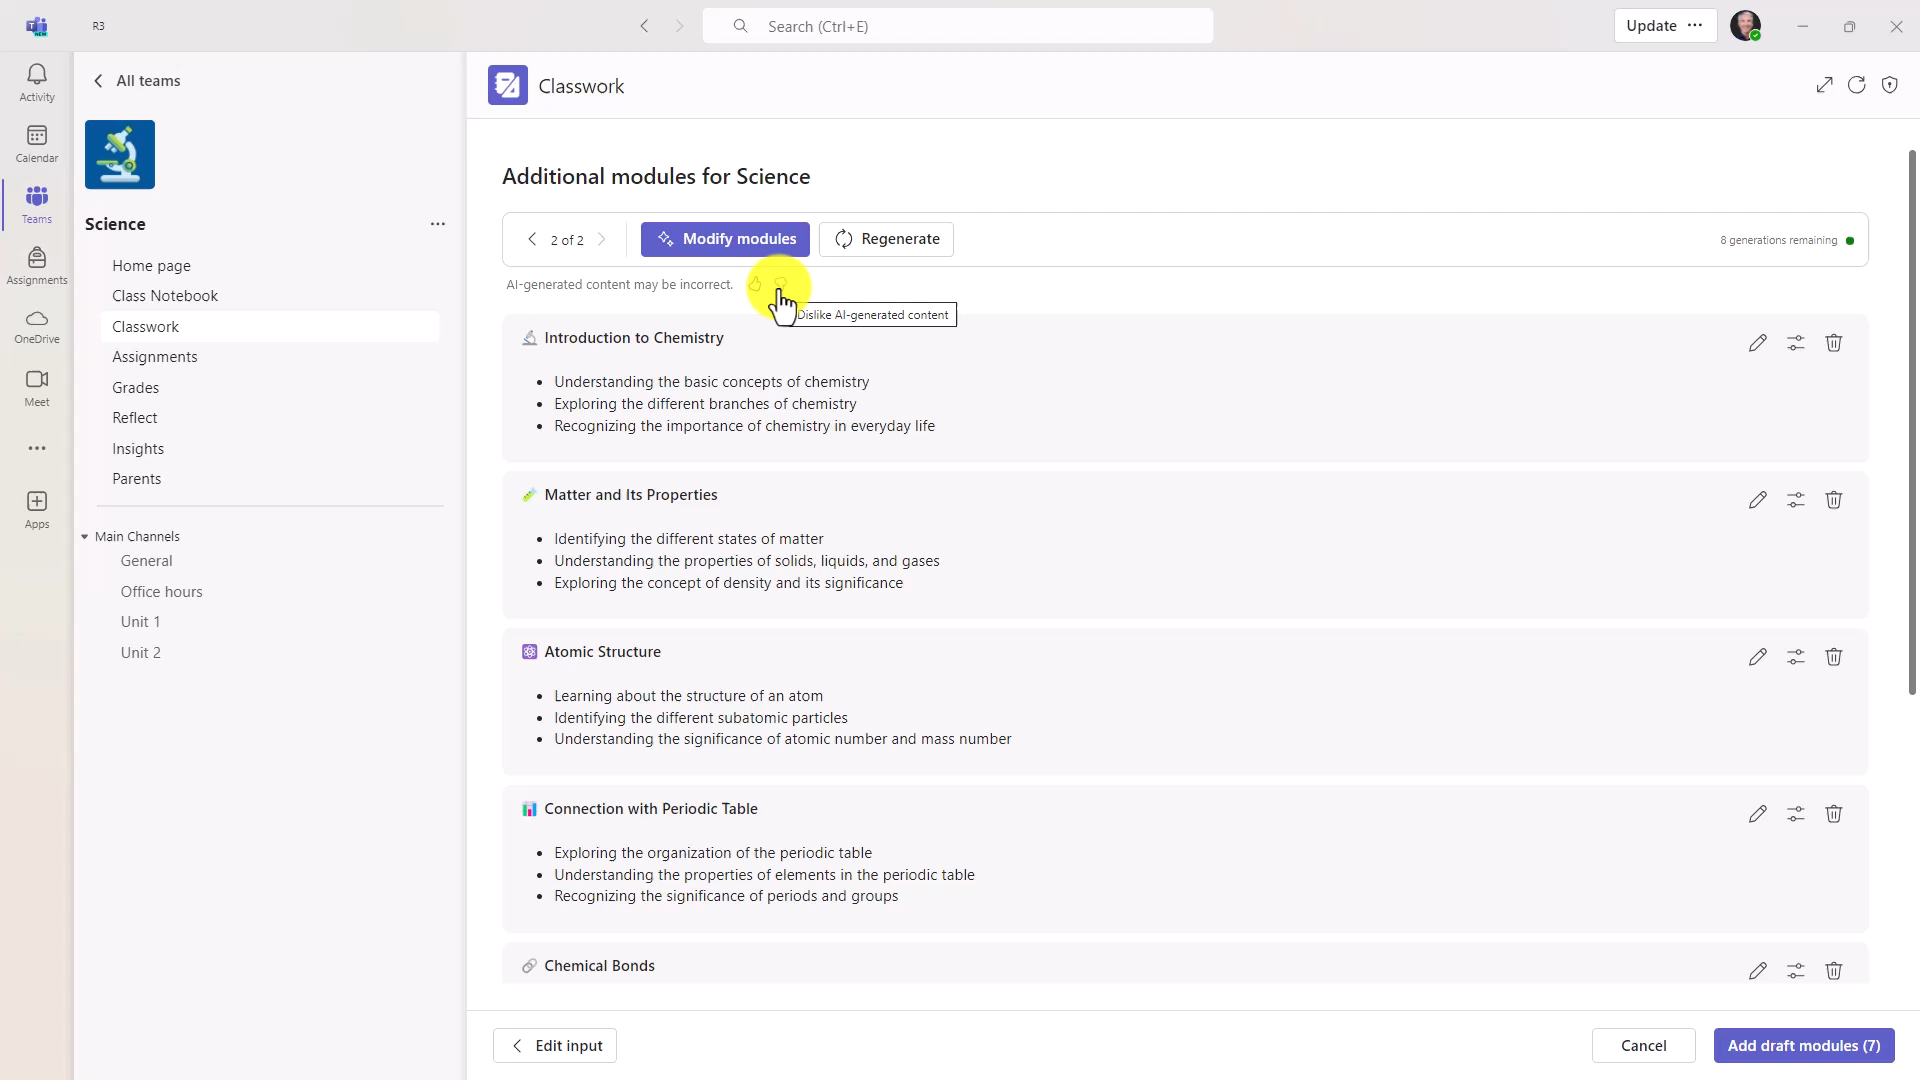 R3
Search (Ctrl+E)
Update
Activity
Calendar
Teams
Assignments
OneDrive
Meet
Apps
All teams
Science
Home page
Class Notebook
Classwork
Assignments
Grades
Reflect
Insights
Parents
Main Channels
General
Office hours
Unit 1
Unit 2
Classwork
Additional modules for Science
2 of 2
Modify modules
Regenerate
8 generations remaining
AI-generated content may be incorrect.
Dislike AI-generated content
Introduction to Chemistry
• Understanding the basic concepts of chemistry
• Exploring the different branches of chemistry
• Recognizing the importance of chemistry in everyday life
Matter and Its Properties
• Identifying the different states of matter
• Understanding the properties of solids, liquids, and gases
• Exploring the concept of density and its significance
Atomic Structure
• Learning about the structure of an atom
• Identifying the different subatomic particles
• Understanding the significance of atomic number and mass number
Connection with Periodic Table
• Exploring the organization of the periodic table
• Understanding the properties of elements in the periodic table
• Recognizing the significance of periods and groups
Chemical Bonds
Edit input
Cancel
Add draft modules (7)